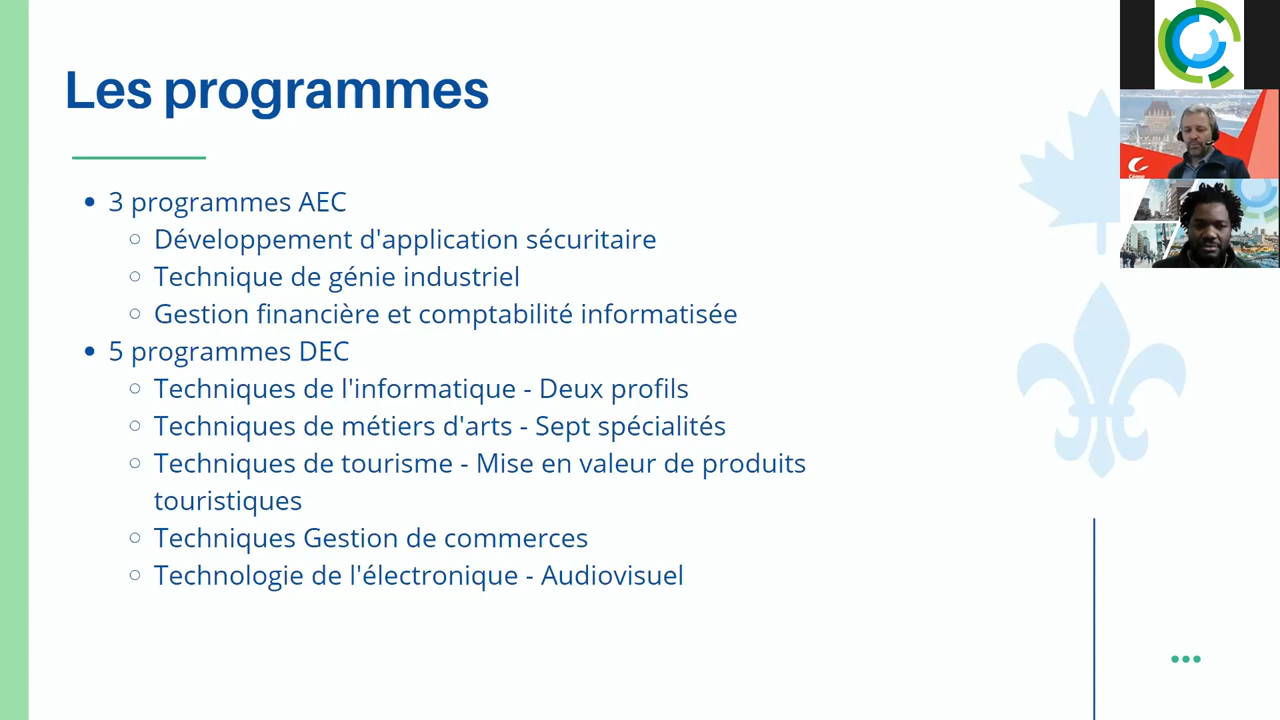 Les programmes
3 programmes AEC
Développement d'application sécuritaire
Technique de génie industriel
Gestion financière et comptabilité informatisée
5 programmes DEC
Techniques de l'informatique - Deux profils
Techniques de métiers d'arts - Sept spécialités
Techniques de tourisme - Mise en valeur de produits
touristiques
Techniques Gestion de commerces
Technologie de l'électronique - Audiovisuel